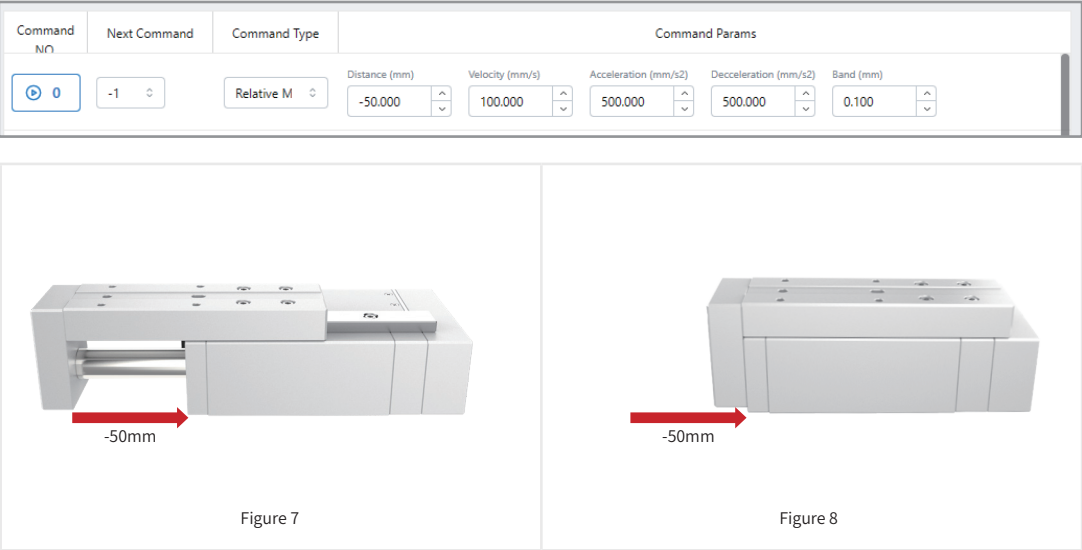 Command NO Next Command Command Type Command Params
Distance (mm) Velocity (mm/s) Acceleration (mm/s2) Decceleration (mm/s2) Band (mm)
0 -1 Relative M -50.000 100.000 500.000 500.000 0.100
-50mm -50mm
Figure 7 Figure 8